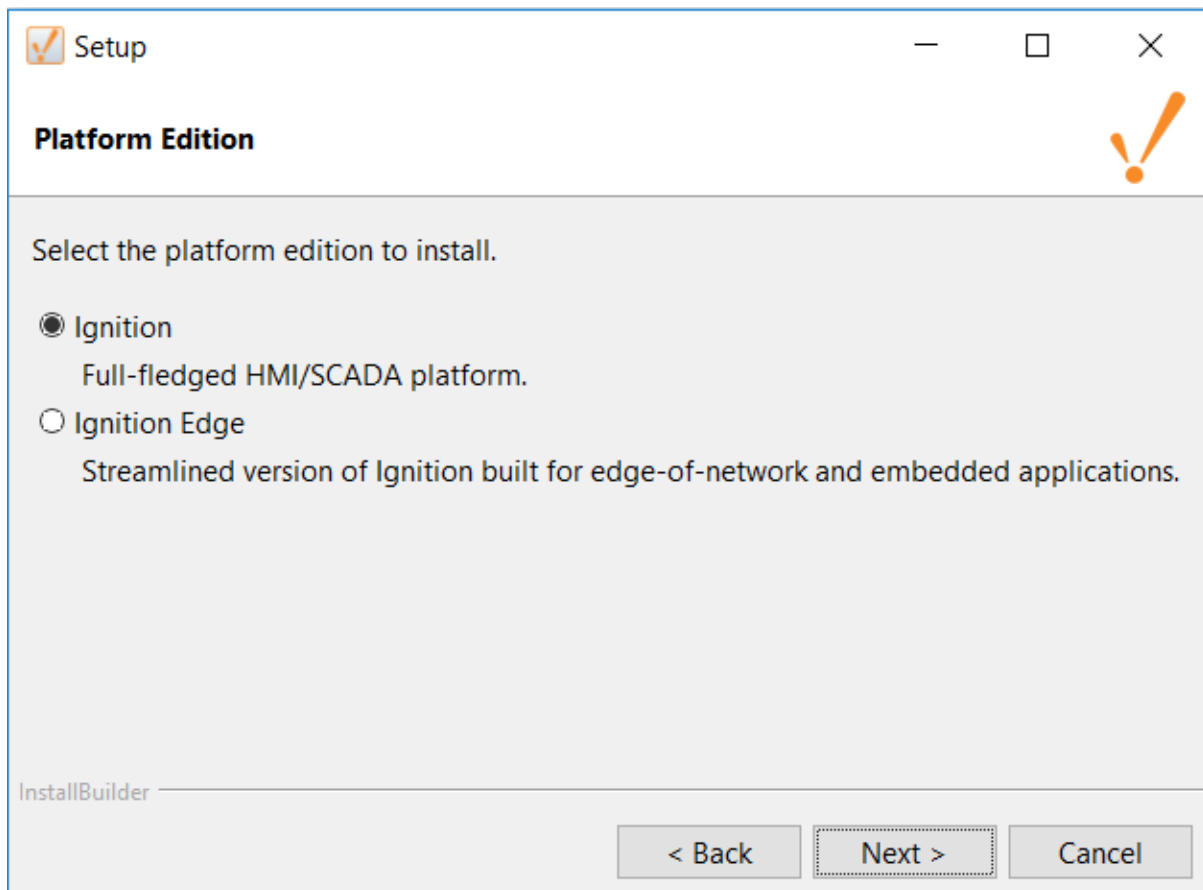 Setup
Platform Edition
Select the platform edition to install.
Ignition
Full-fledged HMI/SCADA platform.
Ignition Edge
Streamlined version of Ignition built for edge-of-network and embedded applications.
InstallBuilder
< Back
Next >
Cancel